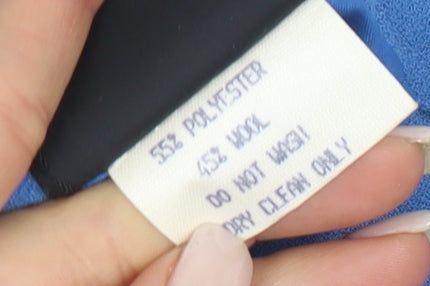 55% POLYESTER
45% WOOL
DO NOT WASH
DRY CLEAN ONLY